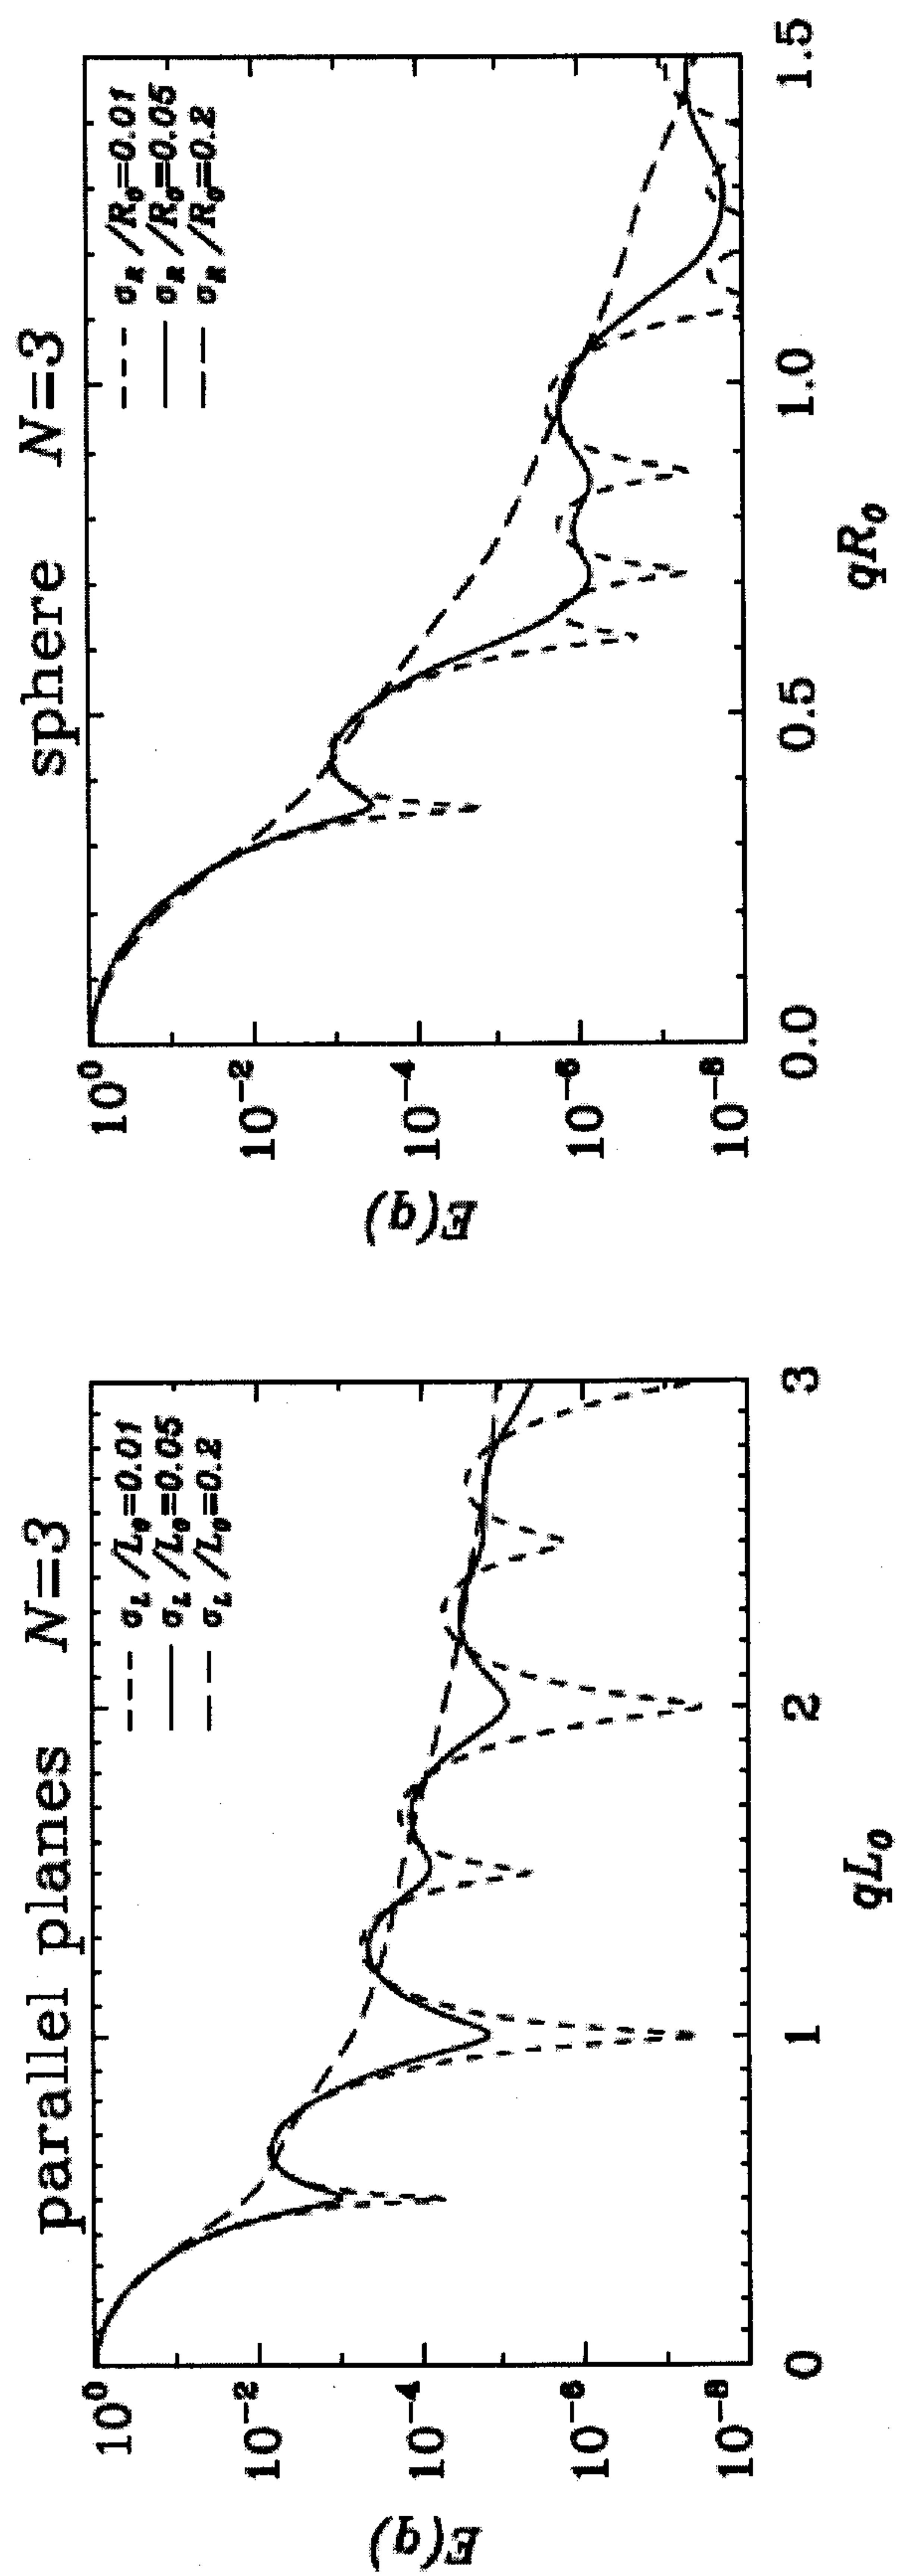 parallel planes N=3
σL/L0=0.01
σL/L0=0.05
σL/L0=0.2
E(q)
10^0
10^-2
10^-4
10^-6
10^-8
0 1 2 3
qL0
sphere N=3
σR/R0=0.01
σR/R0=0.05
σR/R0=0.2
E(q)
10^0
10^-2
10^-4
10^-6
10^-8
0.0 0.5 1.0 1.5
qR0